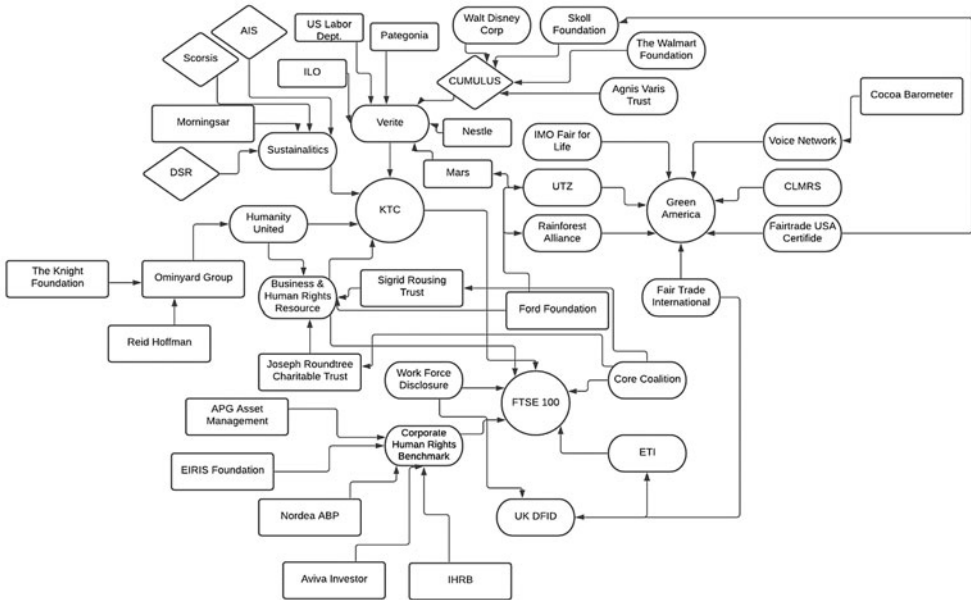 AIS
US Labor
Dept.
Pategonia
Walt Disney
Corp
Skoll
Foundation
The Walmart
Foundation
Scorsis
ILO
CUMULUS
Agnis Varis
Trust
Cocoa Barometer
Morningsar
Verite
Nestle
IMO Fair for
Life
Voice Network
Sustainalitics
DSR
Mars
UTZ
Green
America
CLMRS
KTC
Humanity
United
Rainforest
Alliance
Fairtrade USA
Certifide
The Knight
Foundation
Ominyard Group
Business &
Human Rights
Resource
Sigrid Rousing
Trust
Ford Foundation
Fair Trade
International
Reid Hoffman
Joseph Roundtree
Charitable Trust
Work Force
Disclosure
FTSE 100
Core Coalition
APG Asset
Management
Corporate
Human Rights
Benchmark
ETI
EIRIS Foundation
Nordea ABP
UK DFID
Aviva Investor
IHRB